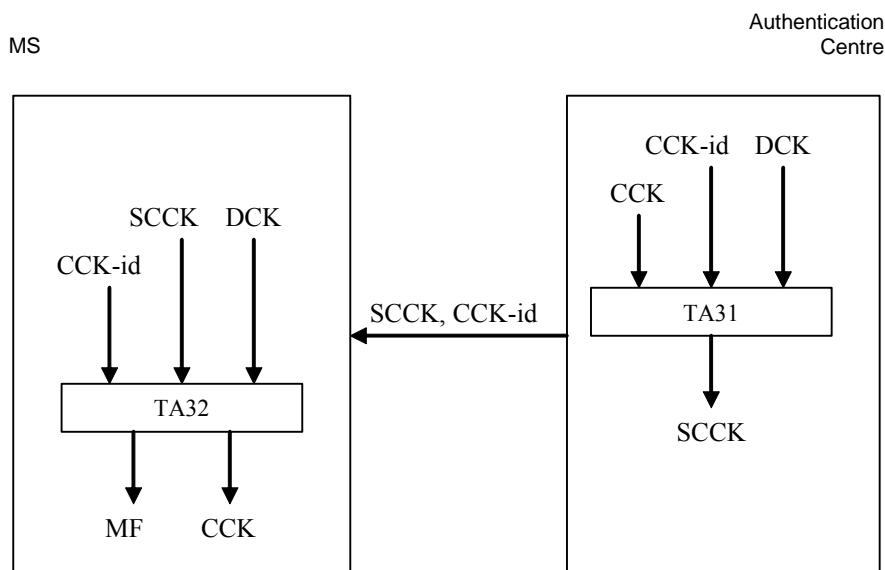 MS
Authentication
Centre
CCK-id DCK
CCK
SCCK DCK
CCK-id
SCCK, CCK-id
TA31
TA32
SCCK
MF CCK